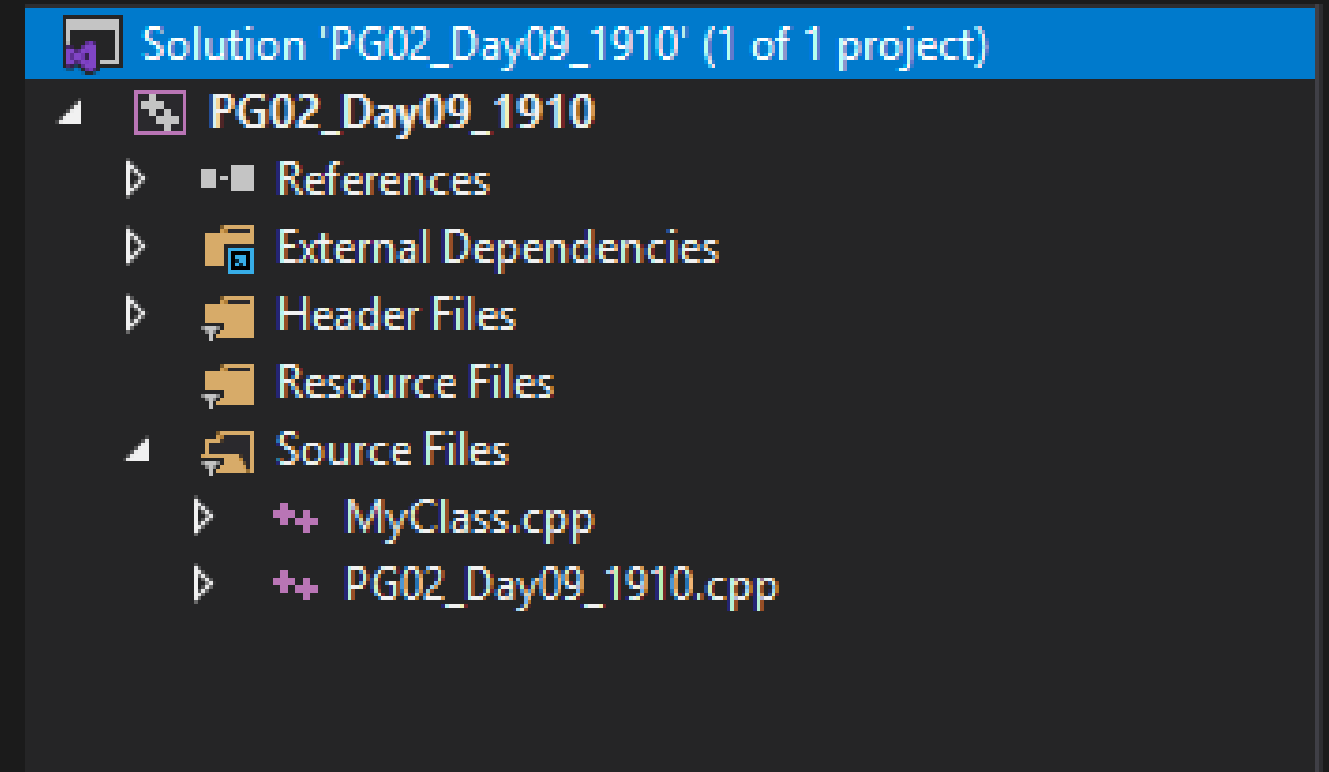 Solution 'PG02_Day09_1910' (1 of 1 project)
PG02_Day09_1910
References
External Dependencies
Header Files
Resource Files
Source Files
MyClass.cpp
PG02_Day09_1910.cpp